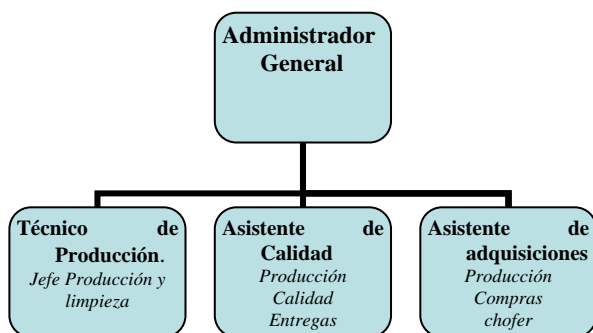 Administrador
General
Técnico de
Producción.
Jefe Producción y
limpieza
Asistente de
Calidad
Producción
Calidad
Entregas
Asistente de
adquisiciones
Producción
Compras
chofer